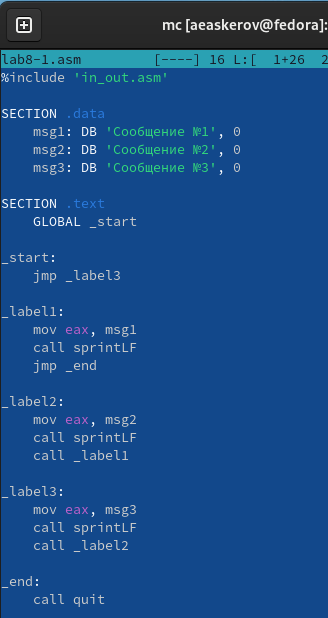 mc [aeaskerov@fedora]:
lab8-1.asm [----] 16 L:[ 1+26 2
%include 'in_out.asm'
SECTION .data
msg1: DB 'Сообщение №1', 0
msg2: DB 'Сообщение №2', 0
msg3: DB 'Сообщение №3', 0
SECTION .text
GLOBAL _start
_start:
jmp _label3
_label1:
mov eax, msg1
call sprintLF
jmp _end
_label2:
mov eax, msg2
call sprintLF
call _label1
_label3:
mov eax, msg3
call sprintLF
call _label2
_end:
call quit